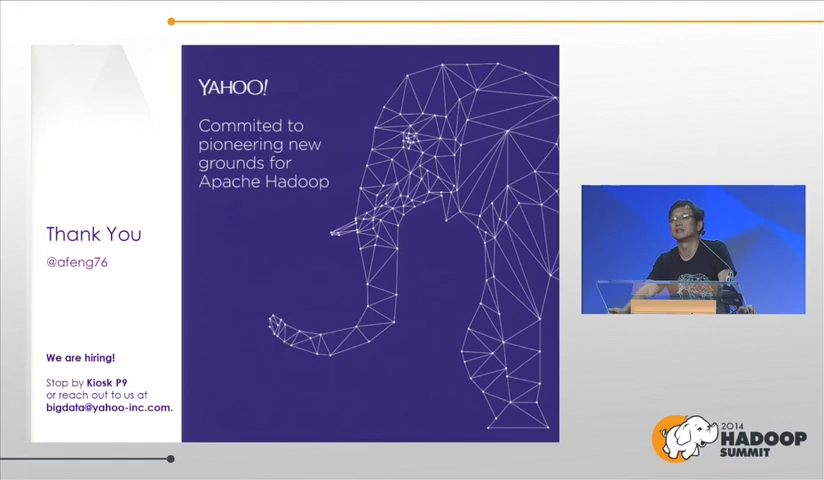 YAHOO!
Commited to
pioneering new
grounds for
Apache Hadoop
Thank You
@afeng76
We are hiring!
Stop by Kiosk P9
or reach out to us at
bigdata@yahoo-inc.com.
2014
HADOOP
SUMMIT